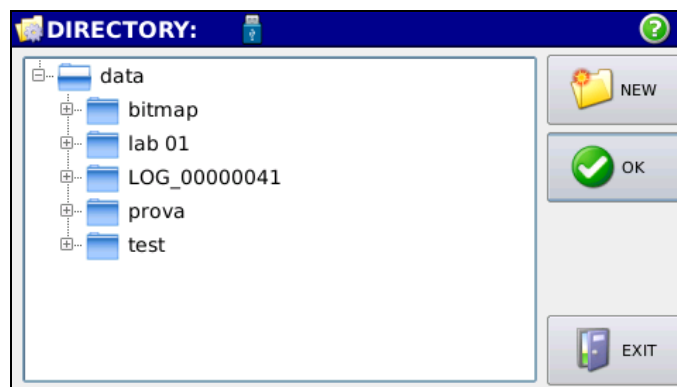 DIRECTORY:
data
bitmap
lab 01
LOG_00000041
prova
test
NEW
OK
EXIT